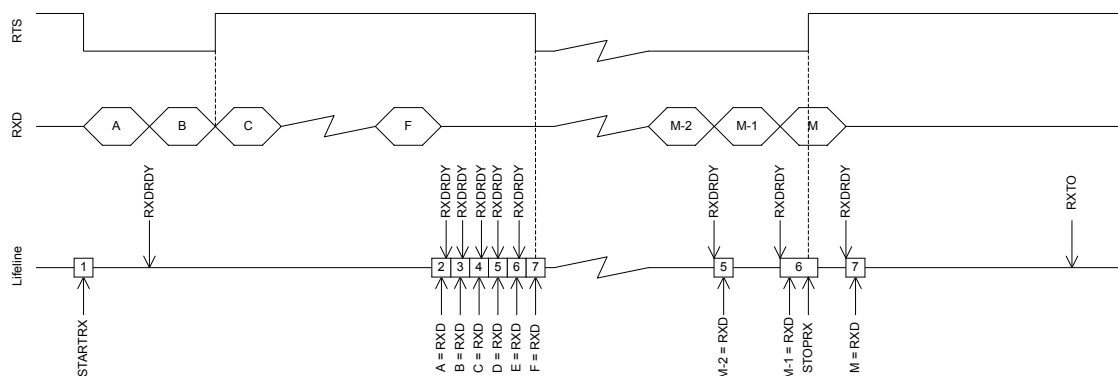 RTS
RXD
A
B
C
F
M-2
M-1
M
Lifeline
RXDRDY
RXDRDY
RXDRDY
RXDRDY
RXDRDY
RXDRDY
RXDRDY
RXDRDY
RXDRDY
RXTO
1
2
3
4
5
6
7
5
6
7
STARTRX
A = RXD
B = RXD
C = RXD
D = RXD
E = RXD
F = RXD
M-2 = RXD
M-1 = RXD
STOPRX
M = RXD